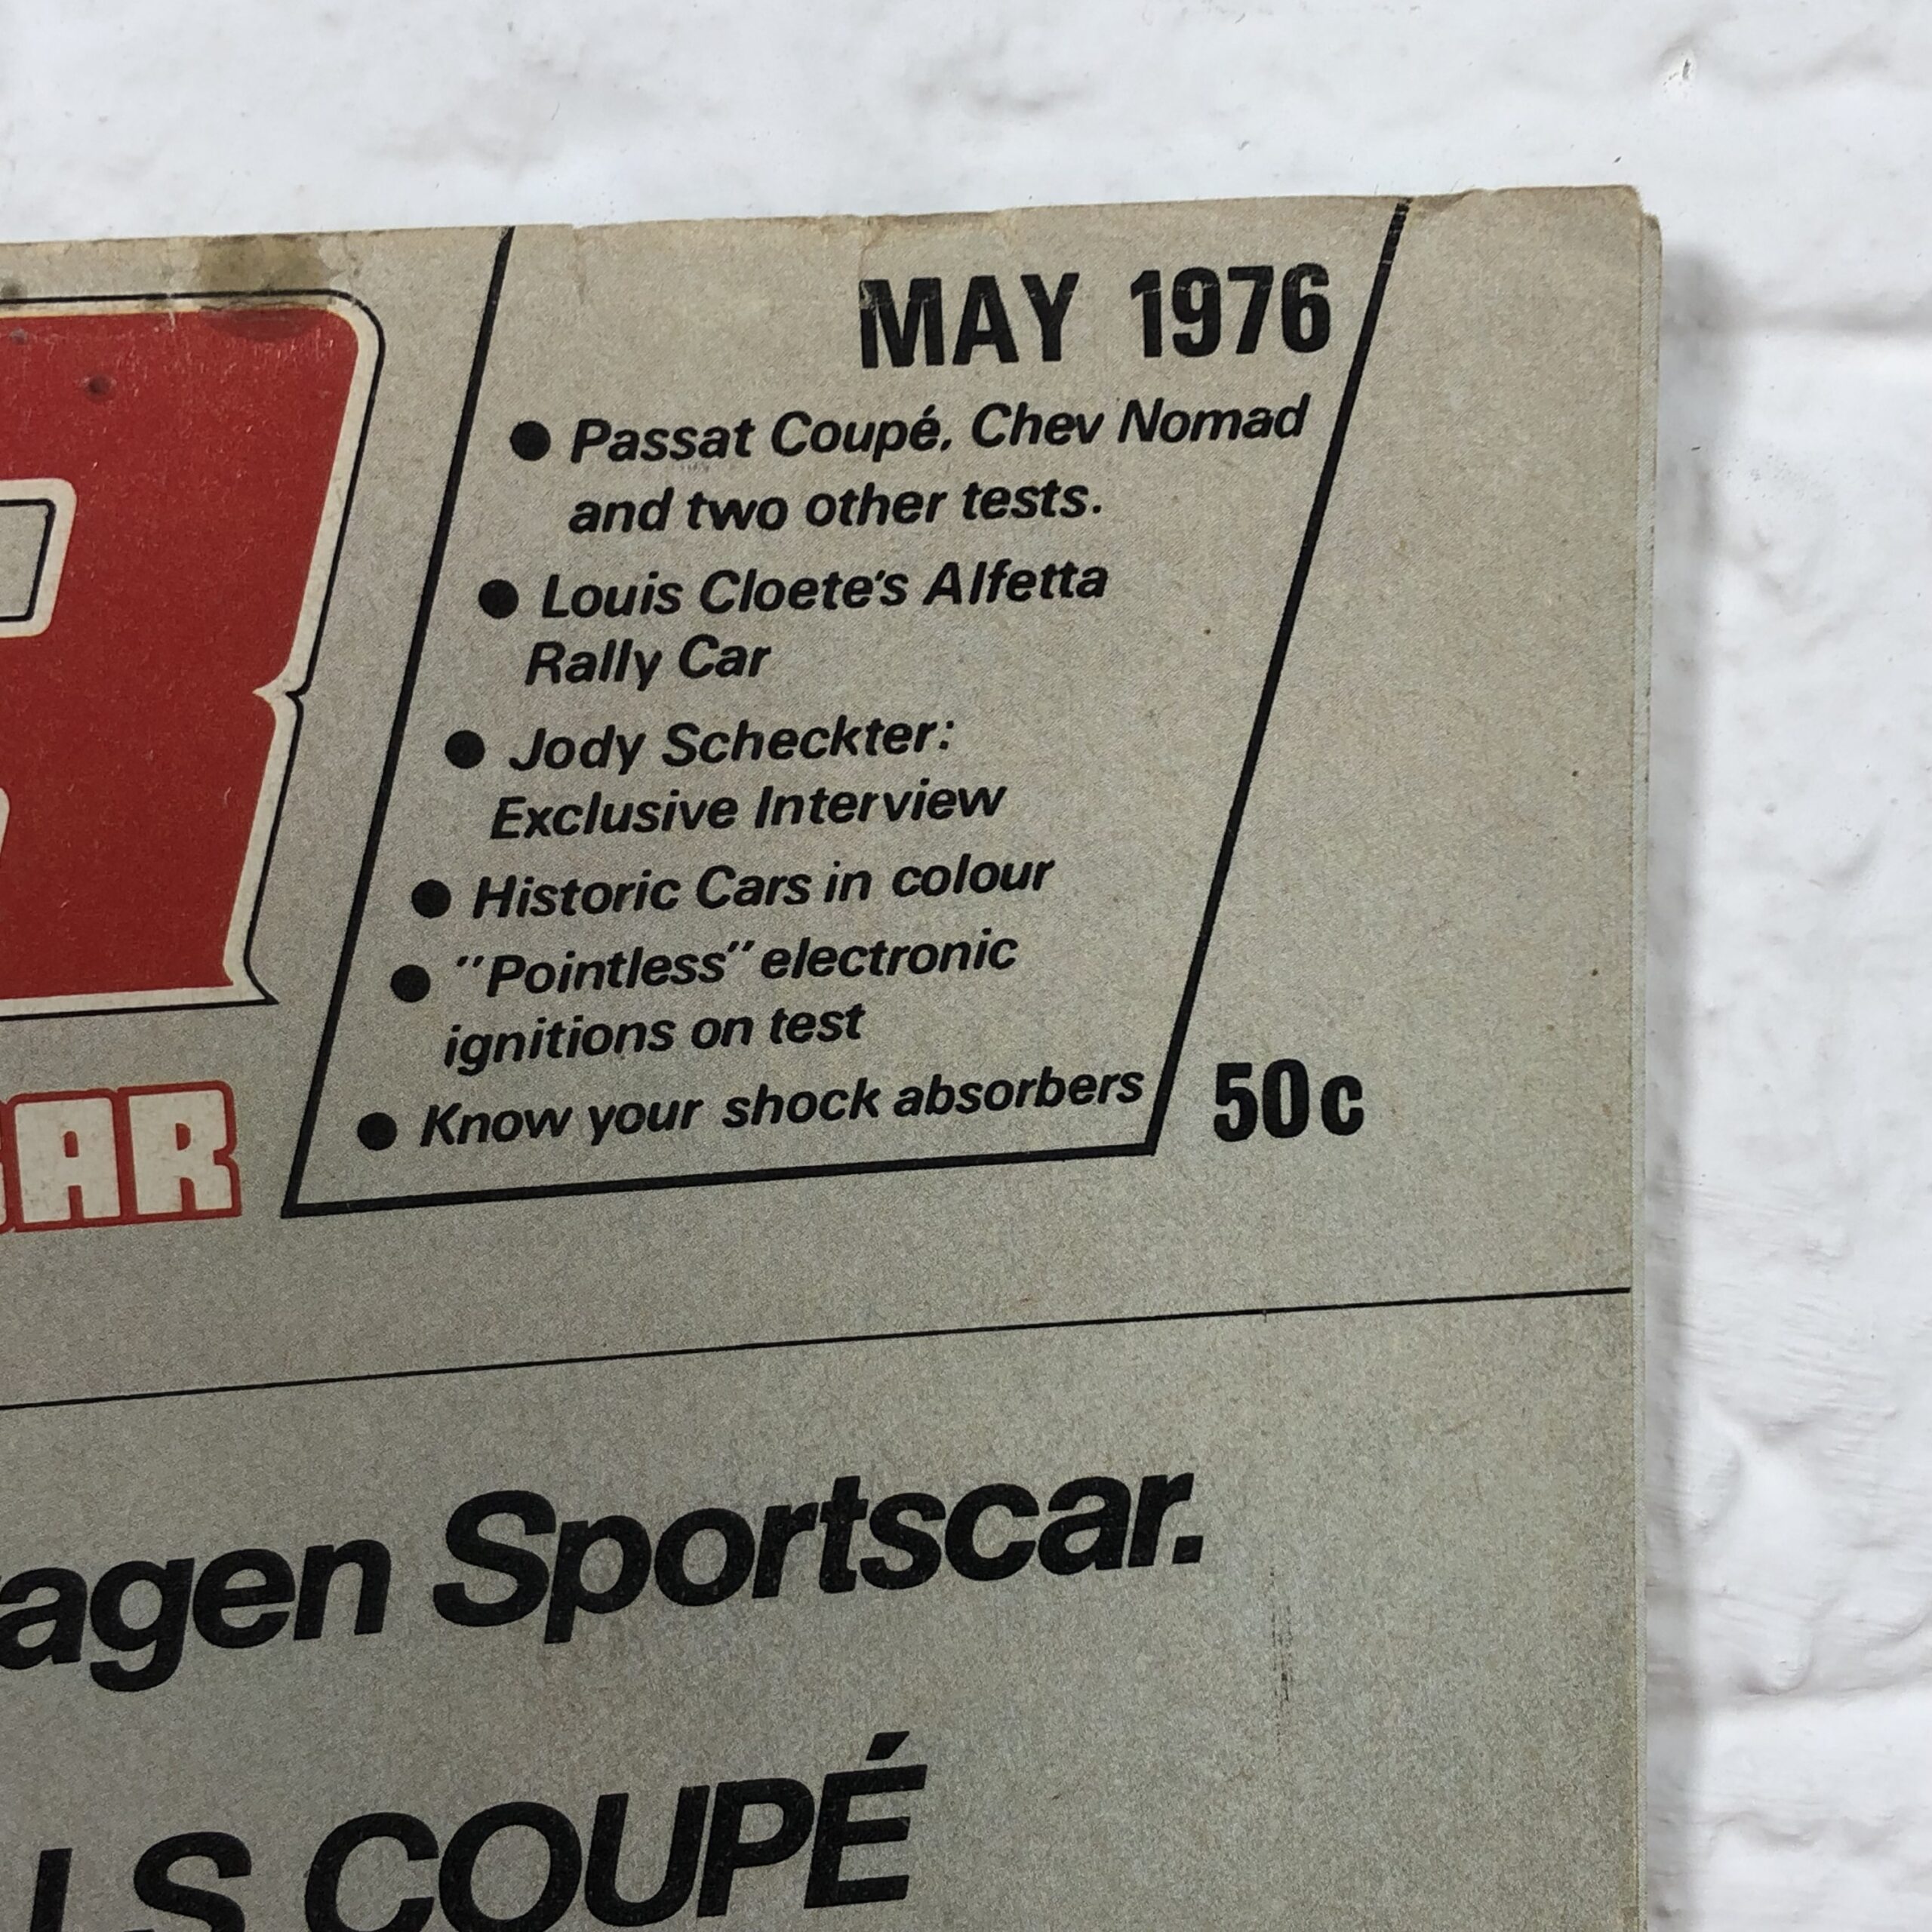 MAY 1976
● Passat Coupé, Chev Nomad
and two other tests.
● Louis Cloete's Alfetta
Rally Car
● Jody Scheckter:
Exclusive Interview
● Historic Cars in colour
● "Pointless" electronic
ignitions on test
● Know your shock absorbers
50c
AR
agen Sportscar.
LS COUPÉ